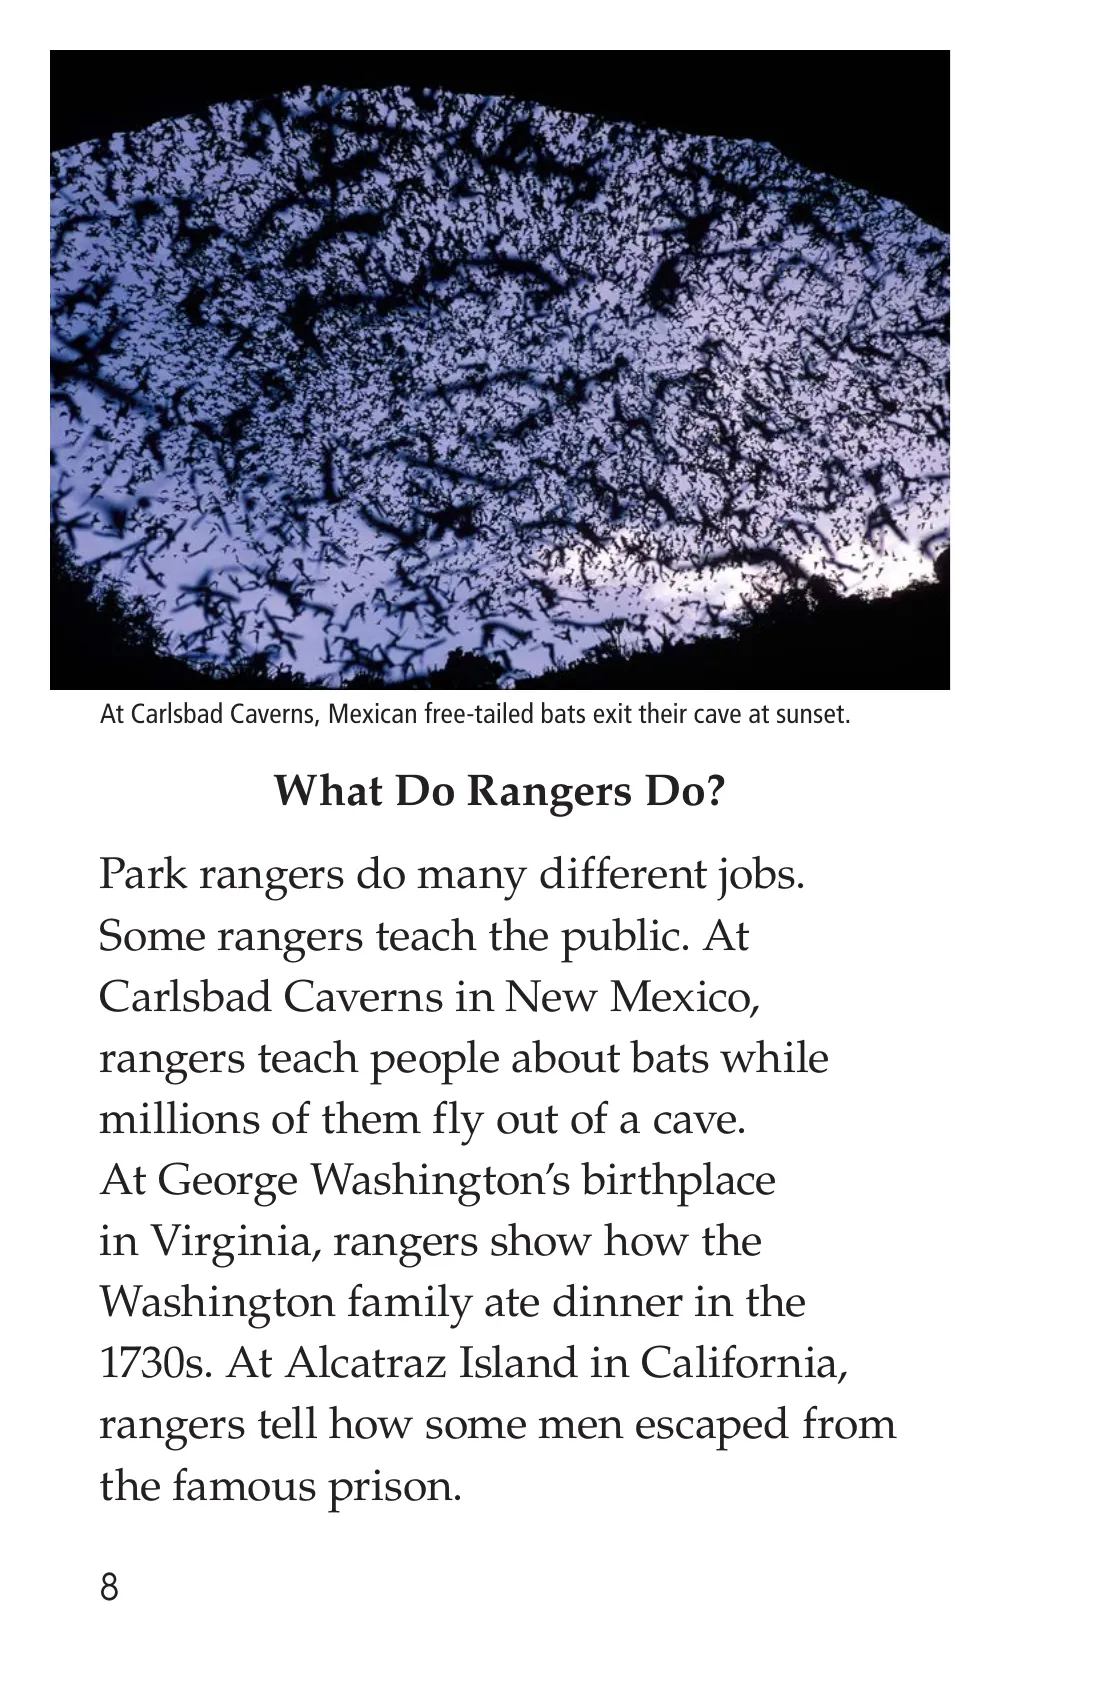 At Carlsbad Caverns, Mexican free-tailed bats exit their cave at sunset.
What Do Rangers Do?
Park rangers do many different jobs.
Some rangers teach the public. At
Carlsbad Caverns in New Mexico,
rangers teach people about bats while
millions of them fly out of a cave.
At George Washington’s birthplace
in Virginia, rangers show how the
Washington family ate dinner in the
1730s. At Alcatraz Island in California,
rangers tell how some men escaped from
the famous prison.
8